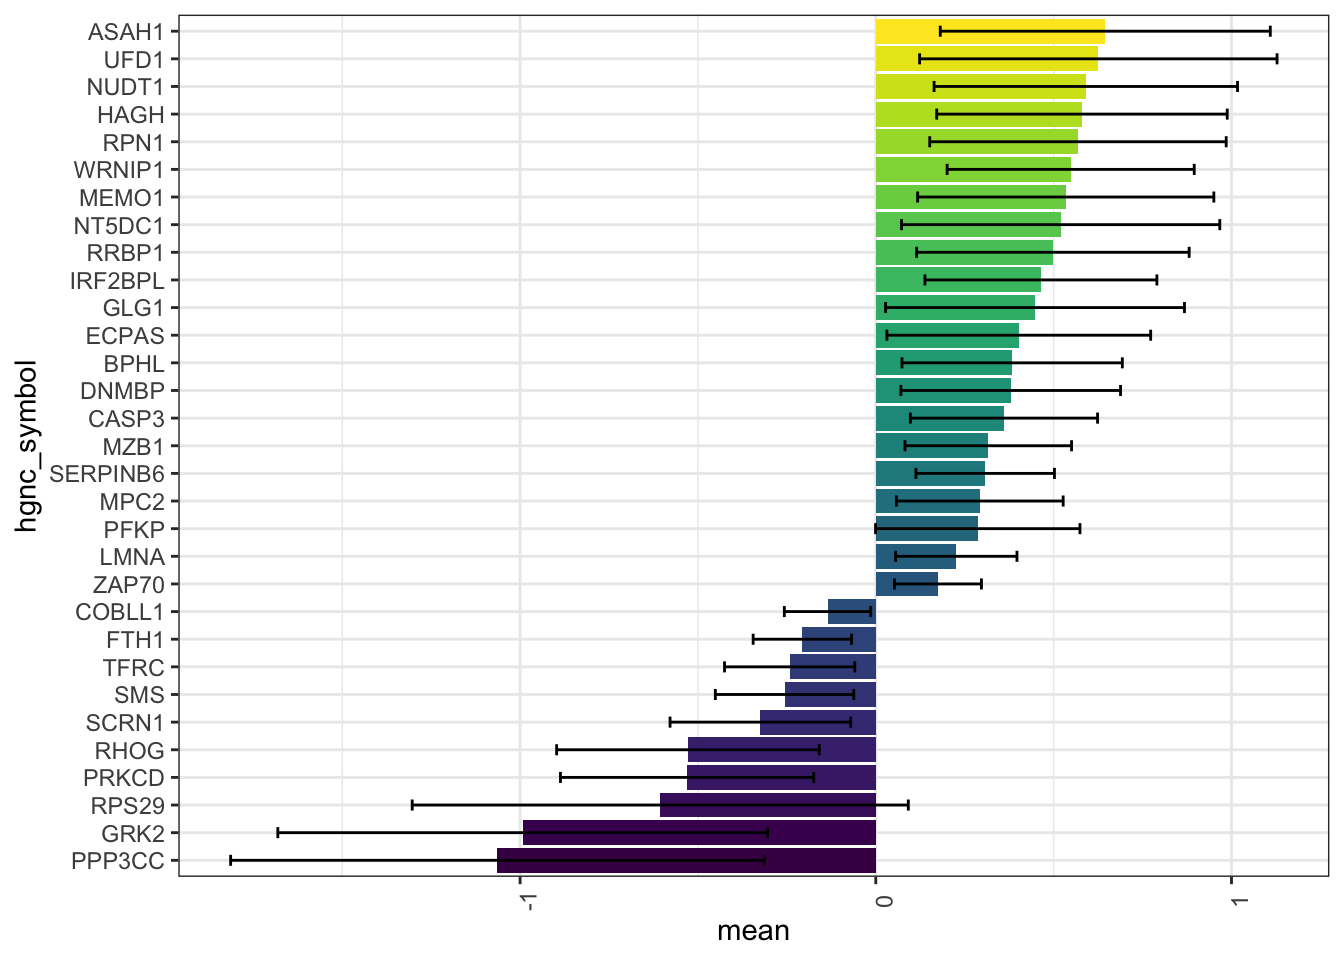 hgnc_symbol
ASAH1
UFD1
NUDT1
HAGH
RPN1
WRNIP1
MEMO1
NT5DC1
RRBP1
IRF2BPL
GLG1
ECPAS
BPHL
DNMBP
CASP3
MZB1
SERPINB6
MPC2
PFKP
LMNA
ZAP70
COBLL1
FTH1
TFRC
SMS
SCRN1
RHOG
PRKCD
RPS29
GRK2
PPP3CC
-1 0 1
mean